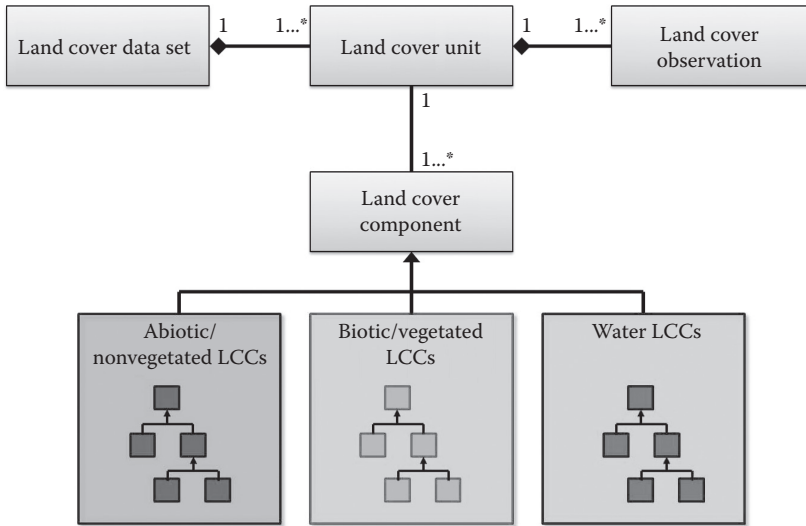 1
1...*
1
1...*
Land cover data set
Land cover unit
Land cover
observation
1
1...*
Land cover
component
Abiotic/
nonvegetated LCCs
Biotic/vegetated
LCCs
Water LCCs